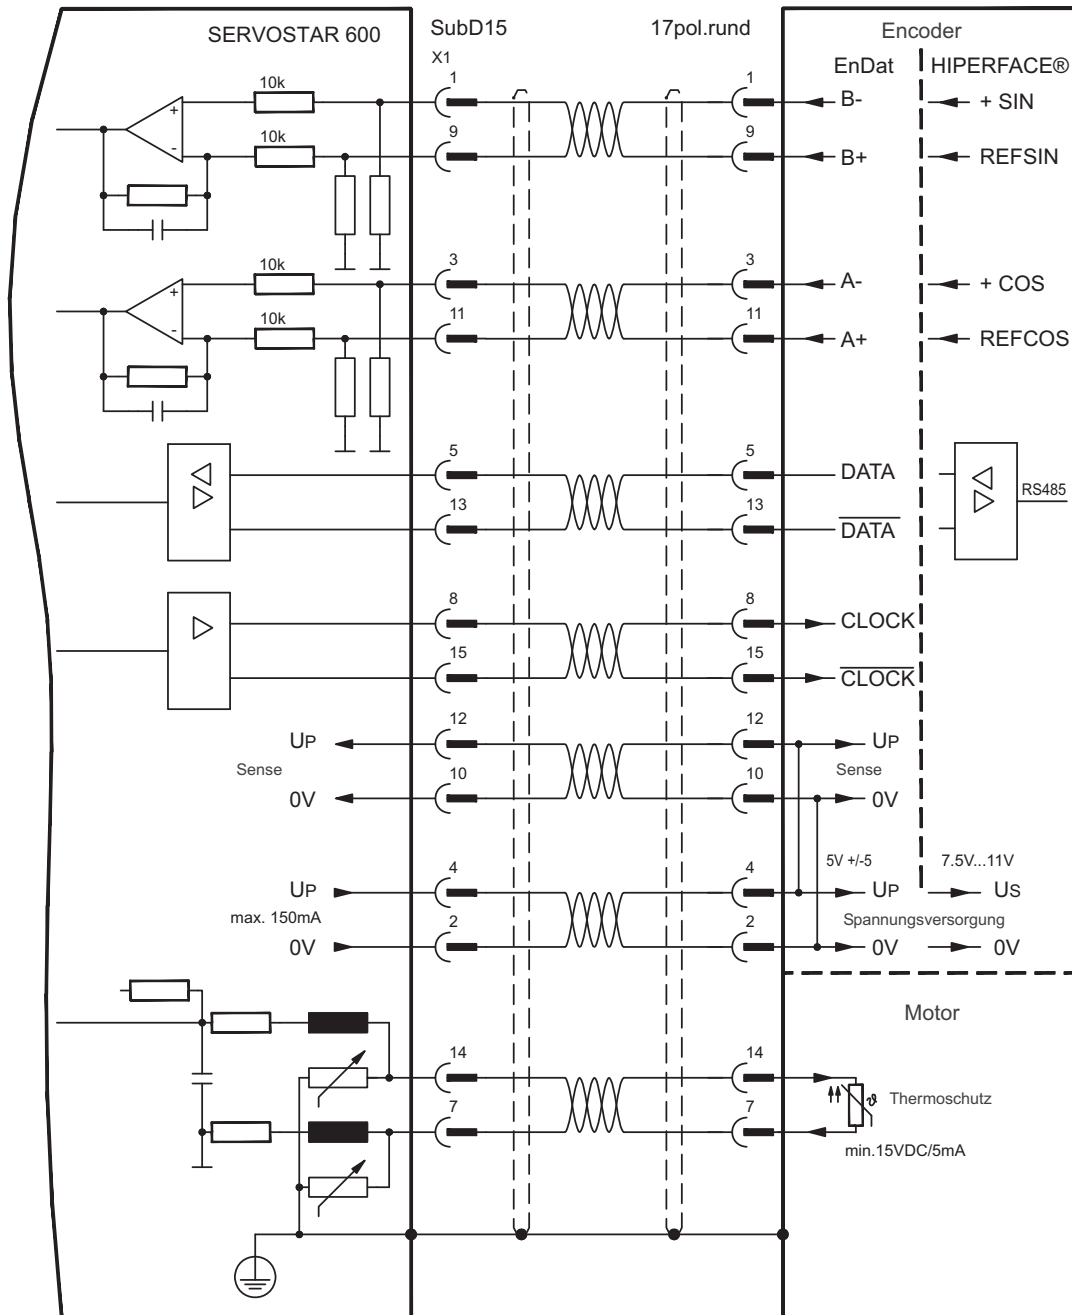 SERVOSTAR 600 SubD15 17pol.rund Encoder
X1 EnDat HIPERFACE®
10k 1 1 B- + SIN
+
-
10k 9 9 B+ REFSIN
10k 3 3 A- + COS
+
-
10k 11 11 A+ REFCOS
5 5 DATA
RS485
13 13 DATA
8 8 CLOCK
15 15 CLOCK
UP 12 12 UP
Sense Sense
0V 10 10 0V
5V +/-5 7.5V...11V
UP 4 4 UP US
max. 150mA Spannungsversorgung
0V 2 2 0V 0V
Motor
14 14
ϑ Thermoschutz
7 7
min.15VDC/5mA